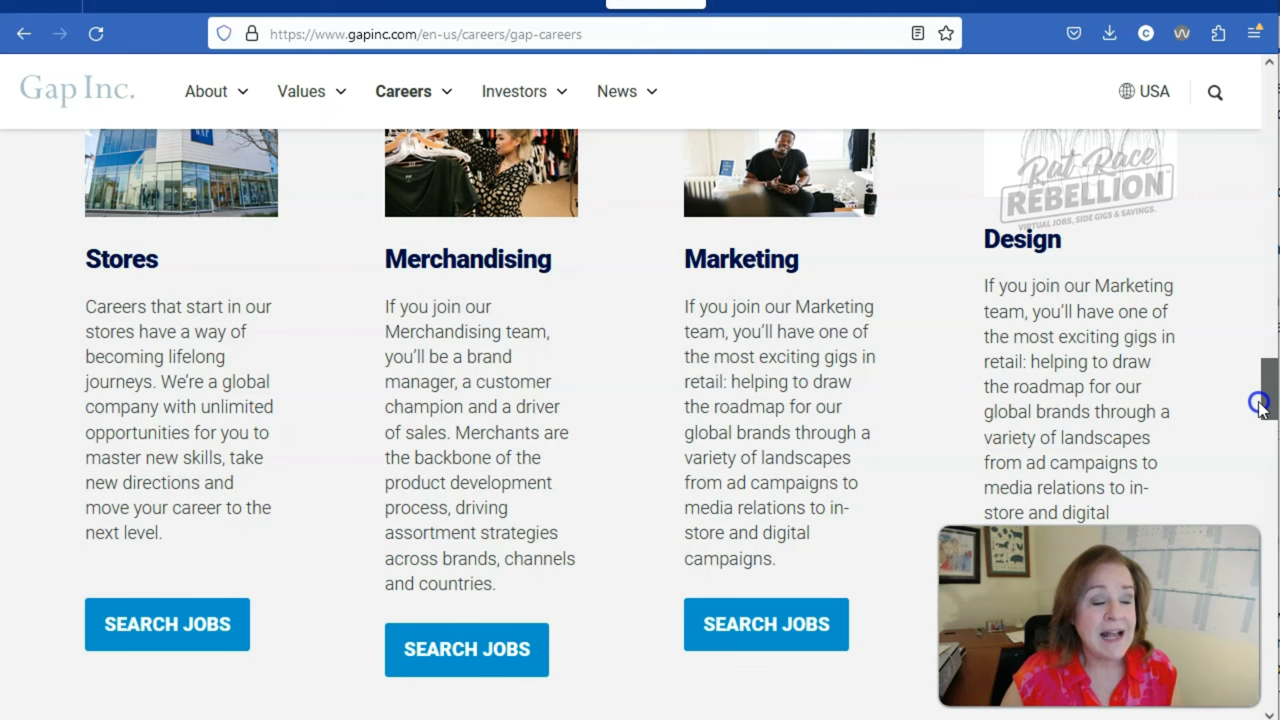 https://www.gapinc.com/en-us/careers/gap-careers
Gap Inc.
About
Values
Careers
Investors
News
USA
GAP
Rat Race
REBELLION
VIRTUAL JOBS, SIDE GIGS & SAVINGS.
Stores
Careers that start in our
stores have a way of
becoming lifelong
journeys. We’re a global
company with unlimited
opportunities for you to
master new skills, take
new directions and
move your career to the
next level.
SEARCH JOBS
Merchandising
If you join our
Merchandising team,
you’ll be a brand
manager, a customer
champion and a driver
of sales. Merchants are
the backbone of the
product development
process, driving
assortment strategies
across brands, channels
and countries.
SEARCH JOBS
Marketing
If you join our Marketing
team, you’ll have one of
the most exciting gigs in
retail: helping to draw
the roadmap for our
global brands through a
variety of landscapes
from ad campaigns to
media relations to in-
store and digital
campaigns.
SEARCH JOBS
Design
If you join our Marketing
team, you’ll have one of
the most exciting gigs in
retail: helping to draw
the roadmap for our
global brands through a
variety of landscapes
from ad campaigns to
media relations to in-
store and digital